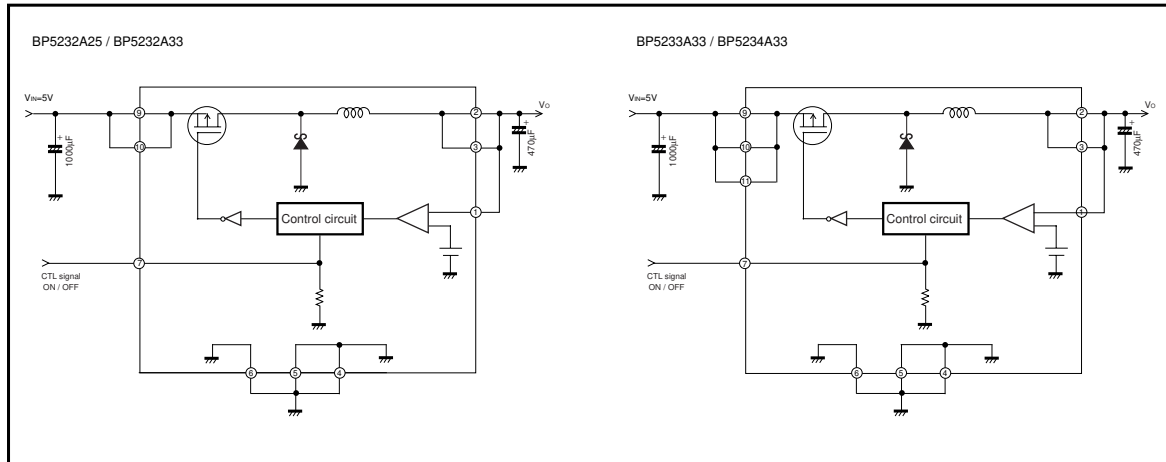 BP5232A25 / BP5232A33
VIN=5V
9
2
VO
+
1000μF
10
3
+
470μF
Control circuit
1
7
CTL signal
ON / OFF
6
5
4
BP5233A33 / BP5234A33
VIN=5V
9
2
VO
+
1000μF
10
3
+
470μF
11
Control circuit
1
7
CTL signal
ON / OFF
6
5
4